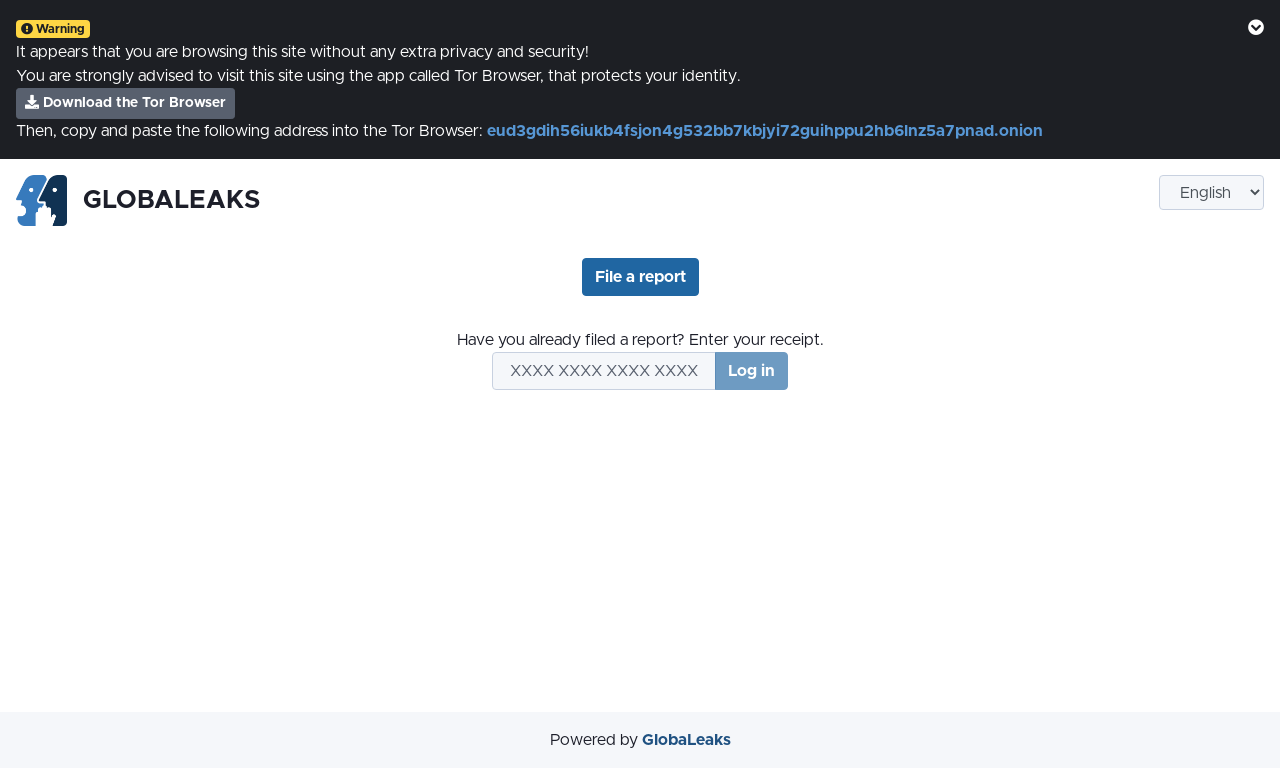 Warning
It appears that you are browsing this site without any extra privacy and security!
You are strongly advised to visit this site using the app called Tor Browser, that protects your identity.
Download the Tor Browser
Then, copy and paste the following address into the Tor Browser: eud3gdih56iukb4fsjon4g532bb7kbjyi72guihppu2hb6lnz5a7pnad.onion
GLOBALEAKS
English
File a report
Have you already filed a report? Enter your receipt.
XXXX XXXX XXXX XXXX
Log in
Powered by GlobaLeaks